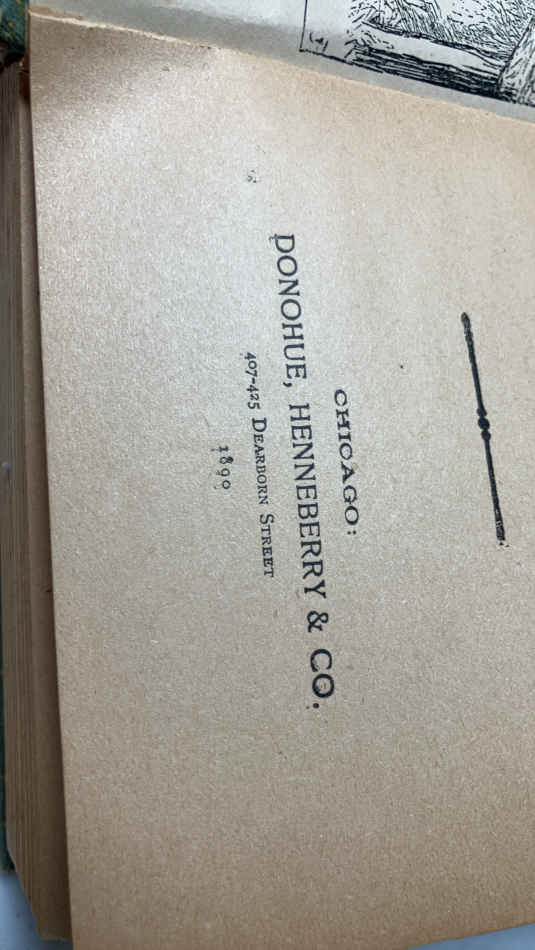 CHICAGO:
DONOHUE, HENNEBERRY & CO.
407-425 DEARBORN STREET
1890